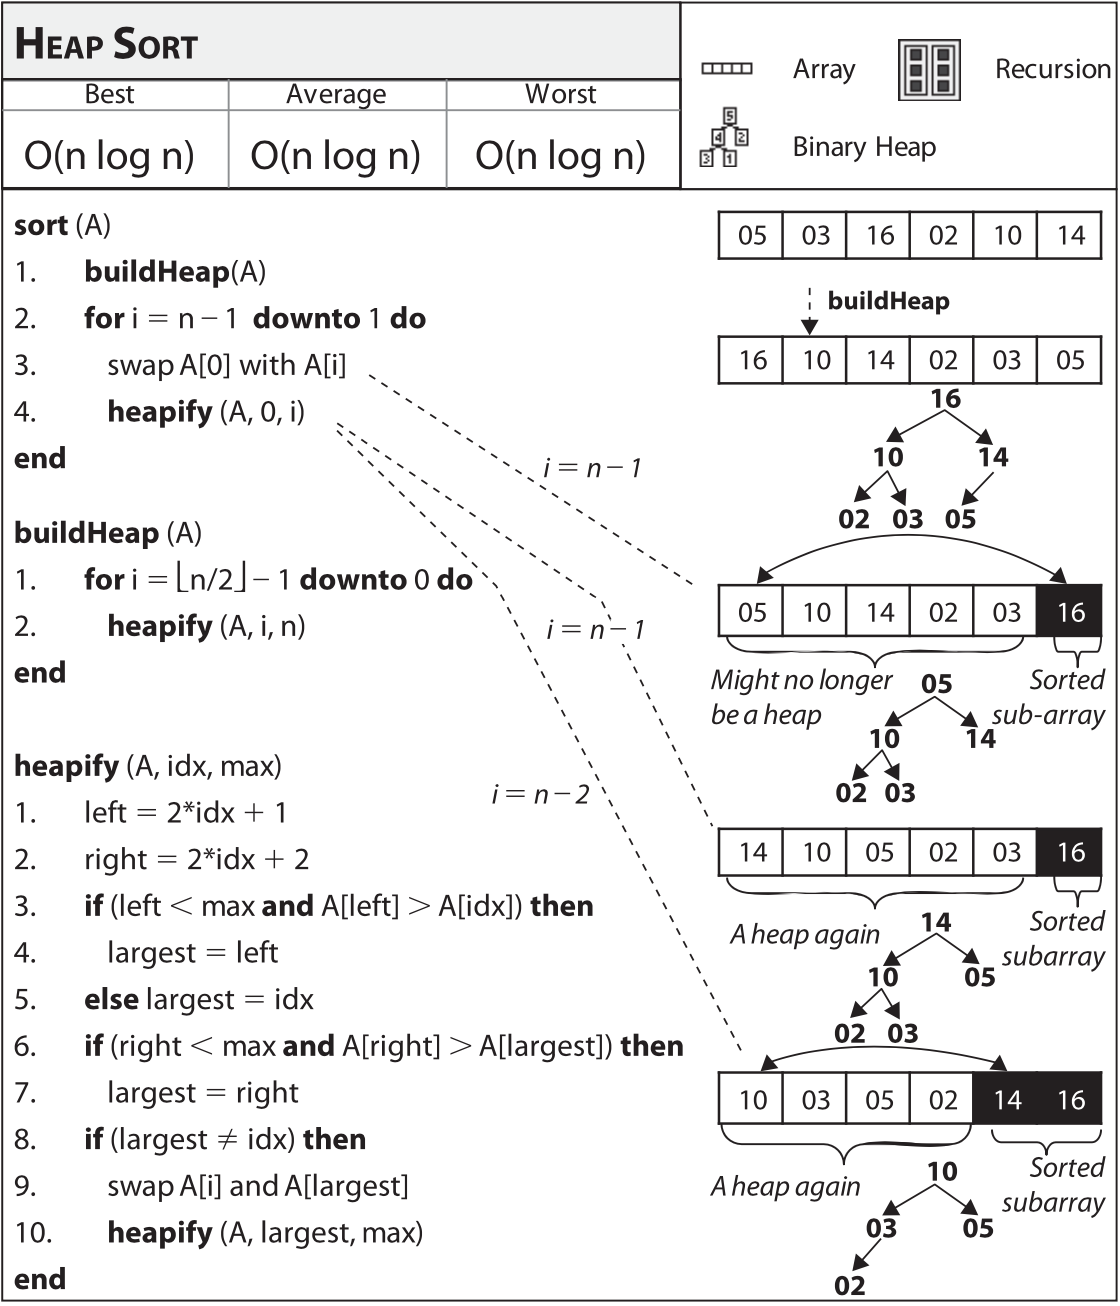 HEAP SORT
Best Average Worst
O(n log n) O(n log n) O(n log n)
Array Recursion
5
4 2
3 1
Binary Heap
sort (A)
1. buildHeap(A)
2. for i = n − 1 downto 1 do
3. swap A[0] with A[i]
4. heapify (A, 0, i)
end
buildHeap (A)
1. for i = ⌊n/2⌋ − 1 downto 0 do
2. heapify (A, i, n)
end
heapify (A, idx, max)
1. left = 2*idx + 1
2. right = 2*idx + 2
3. if (left < max and A[left] > A[idx]) then
4. largest = left
5. else largest = idx
6. if (right < max and A[right] > A[largest]) then
7. largest = right
8. if (largest ≠ idx) then
9. swap A[i] and A[largest]
10. heapify (A, largest, max)
end
i = n − 1
i = n − 1
i = n − 2
05 03 16 02 10 14
buildHeap
16 10 14 02 03 05
16
10 14
02 03 05
05 10 14 02 03 16
Might no longer
be a heap
Sorted
sub-array
05
10 14
02 03
14 10 05 02 03 16
A heap again
Sorted
subarray
14
10 05
02 03
10 03 05 02 14 16
A heap again
Sorted
subarray
10
03 05
02